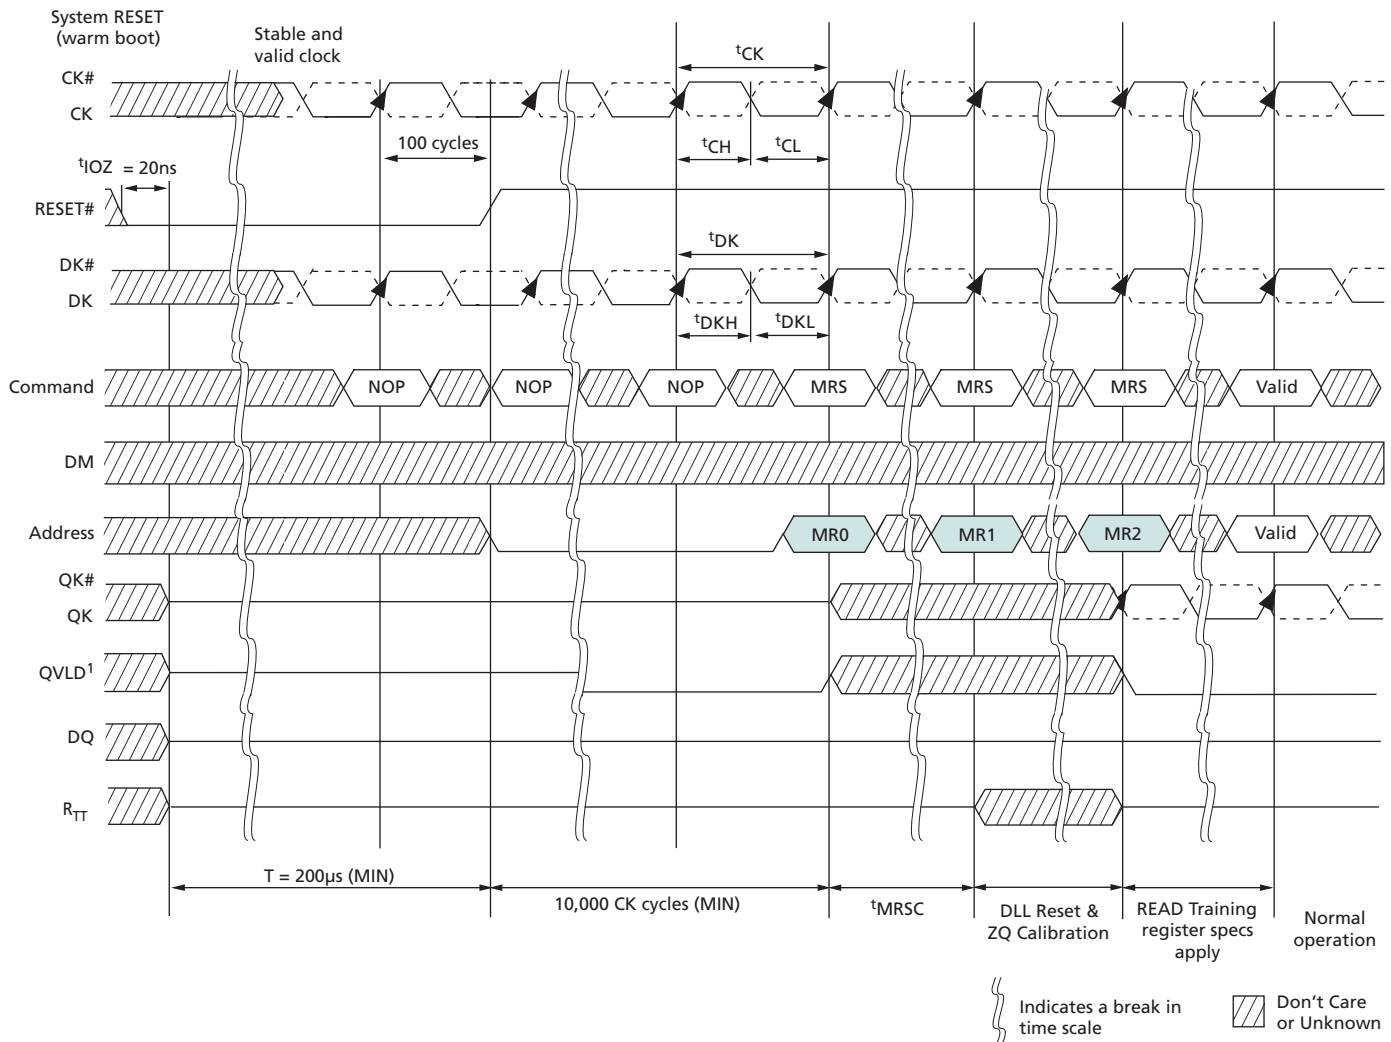 System RESET
(warm boot)
Stable and
valid clock
tCK
CK#
CK
100 cycles
tCH
tCL
tIOZ = 20ns
RESET#
tDK
DK#
DK
tDKH
tDKL
Command
NOP
NOP
NOP
MRS
MRS
MRS
Valid
DM
Address
MR0
MR1
MR2
Valid
QK#
QK
QVLD1
DQ
RTT
T = 200μs (MIN)
10,000 CK cycles (MIN)
tMRSC
DLL Reset &
ZQ Calibration
READ Training
register specs
apply
Normal
operation
Indicates a break in
time scale
Don't Care
or Unknown